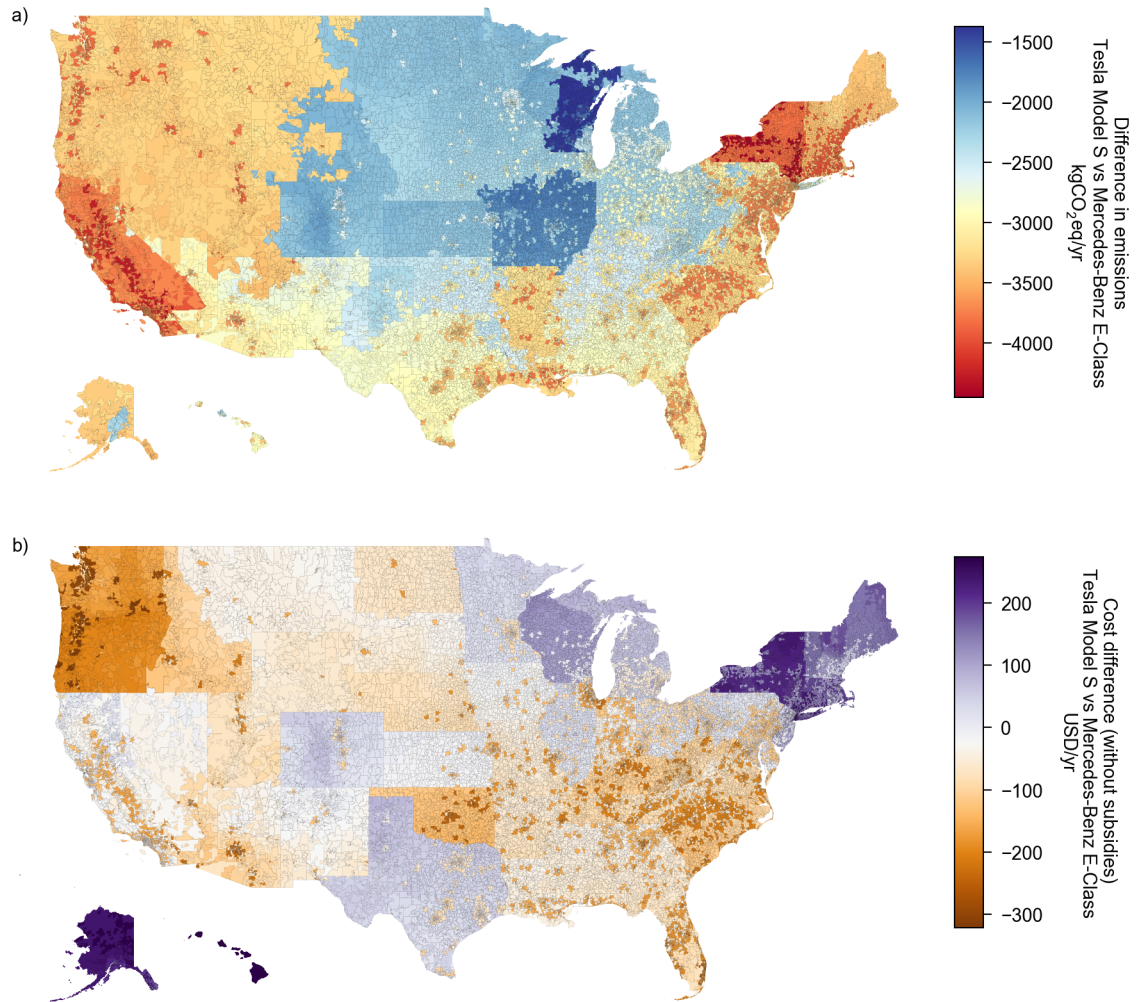 a)
−1500
−2000
−2500
−3000
−3500
−4000
Difference in emissions
Tesla Model S vs Mercedes-Benz E-Class
kgCO₂eq/yr
b)
200
100
0
−100
−200
−300
Cost difference (without subsidies)
Tesla Model S vs Mercedes-Benz E-Class
USD/yr